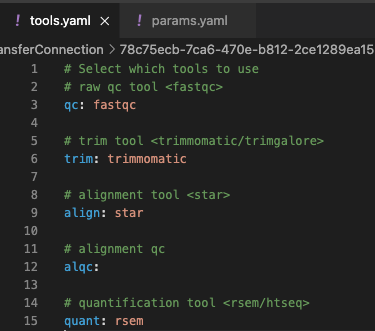 ! tools.yaml × ! params.yaml
ansferConnection > 78c75ecb-7ca6-470e-b812-2ce1289ea15
1 # Select which tools to use
2 # raw qc tool <fastqc>
3 qc: fastqc
4
5 # trim tool <trimmomatic/trimgalore>
6 trim: trimmomatic
7
8 # alignment tool <star>
9 align: star
10
11 # alignment qc
12 alqc:
13
14 # quantification tool <rsem/htseq>
15 quant: rsem